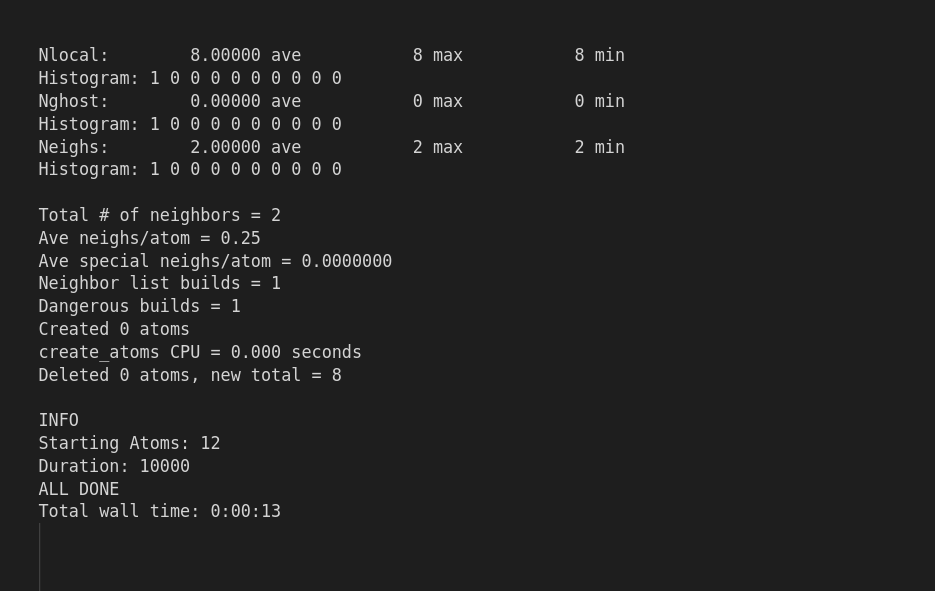 Nlocal:        8.00000 ave           8 max           8 min
Histogram: 1 0 0 0 0 0 0 0 0 0
Nghost:        0.00000 ave           0 max           0 min
Histogram: 1 0 0 0 0 0 0 0 0 0
Neighs:        2.00000 ave           2 max           2 min
Histogram: 1 0 0 0 0 0 0 0 0 0
Total # of neighbors = 2
Ave neighs/atom = 0.25
Ave special neighs/atom = 0.0000000
Neighbor list builds = 1
Dangerous builds = 1
Created 0 atoms
create_atoms CPU = 0.000 seconds
Deleted 0 atoms, new total = 8
INFO
Starting Atoms: 12
Duration: 10000
ALL DONE
Total wall time: 0:00:13